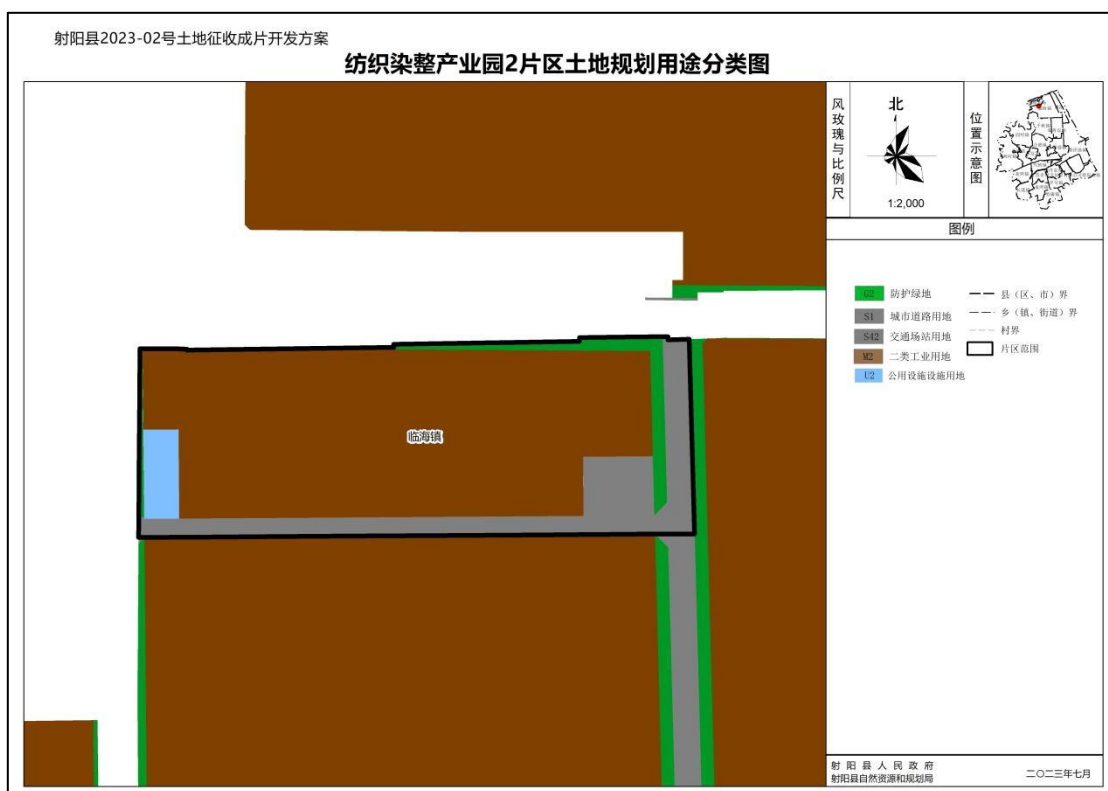 射阳县2023-02号土地征收成片开发方案
纺织染整产业园2片区土地规划用途分类图
风玫瑰与比例尺
北
1:2,000
位置示意图
图例
G2 防护绿地
S1 城市道路用地
S42 交通场站用地
M2 二类工业用地
U2 公用设施设施用地
县（区、市）界
乡（镇、街道）界
村界
片区范围
临海镇
射阳县人民政府
射阳县自然资源和规划局
二〇二三年七月